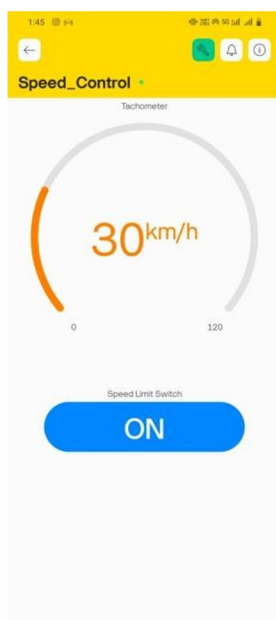 1:45
Speed_Control
Tachometer
30km/h
0 120
Speed Limit Switch
ON